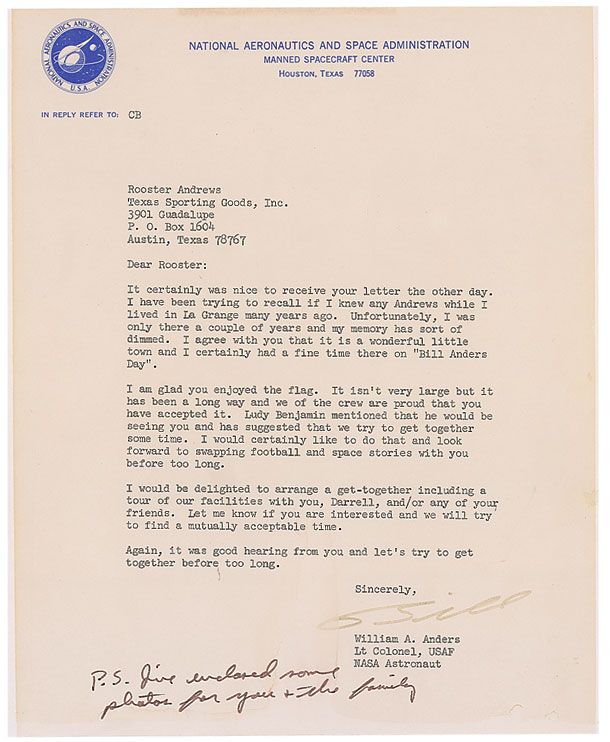 NATIONAL AERONAUTICS AND SPACE ADMINISTRATION
U.S.A.
NATIONAL AERONAUTICS AND SPACE ADMINISTRATION
MANNED SPACECRAFT CENTER
HOUSTON, TEXAS 77058
IN REPLY REFER TO: CB
Rooster Andrews
Texas Sporting Goods, Inc.
3901 Guadalupe
P. O. Box 1604
Austin, Texas 78767
Dear Rooster:
It certainly was nice to receive your letter the other day.
I have been trying to recall if I knew any Andrews while I
lived in La Grange many years ago. Unfortunately, I was
only there a couple of years and my memory has sort of
dimmed. I agree with you that it is a wonderful little
town and I certainly had a fine time there on "Bill Anders
Day".
I am glad you enjoyed the flag. It isn't very large but it
has been a long way and we of the crew are proud that you
have accepted it. Ludy Benjamin mentioned that he would be
seeing you and has suggested that we try to get together
some time. I would certainly like to do that and look
forward to swapping football and space stories with you
before too long.
I would be delighted to arrange a get-together including a
tour of our facilities with you, Darrell, and/or any of your
friends. Let me know if you are interested and we will try
to find a mutually acceptable time.
Again, it was good hearing from you and let's try to get
together before too long.
Sincerely,
Bill
William A. Anders
Lt Colonel, USAF
NASA Astronaut
P.S. I've enclosed some
photos for you + the family